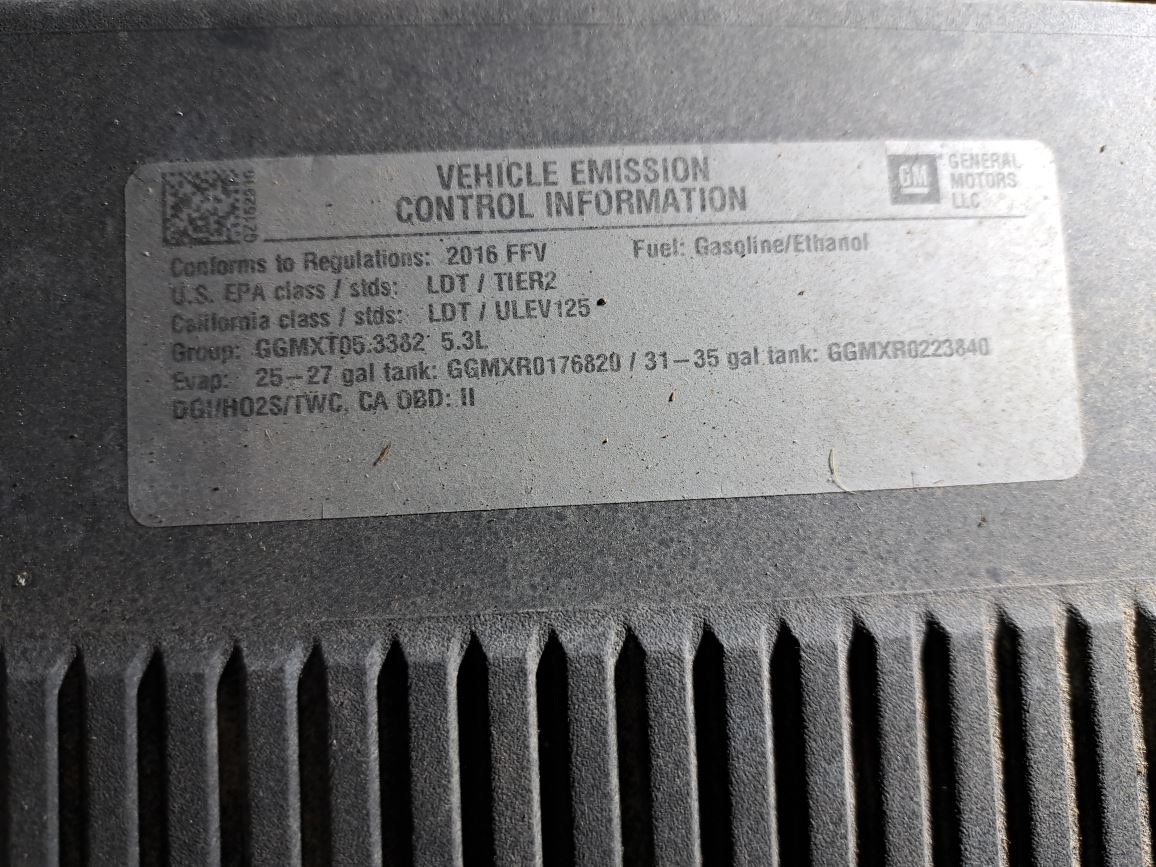 VEHICLE EMISSION
CONTROL INFORMATION
GM
GENERAL
MOTORS
LLC
Conforms to Regulations: 2016 FFV Fuel: Gasoline/Ethanol
U.S. EPA class / stds: LDT / TIER2
California class / stds: LDT / ULEV125
Group: GGMXT05.3382 5.3L
Evap: 25-27 gal tank: GGMXR0176820 / 31-35 gal tank: GGMXR0223840
DGI/HO2S/TWC, CA OBD: II